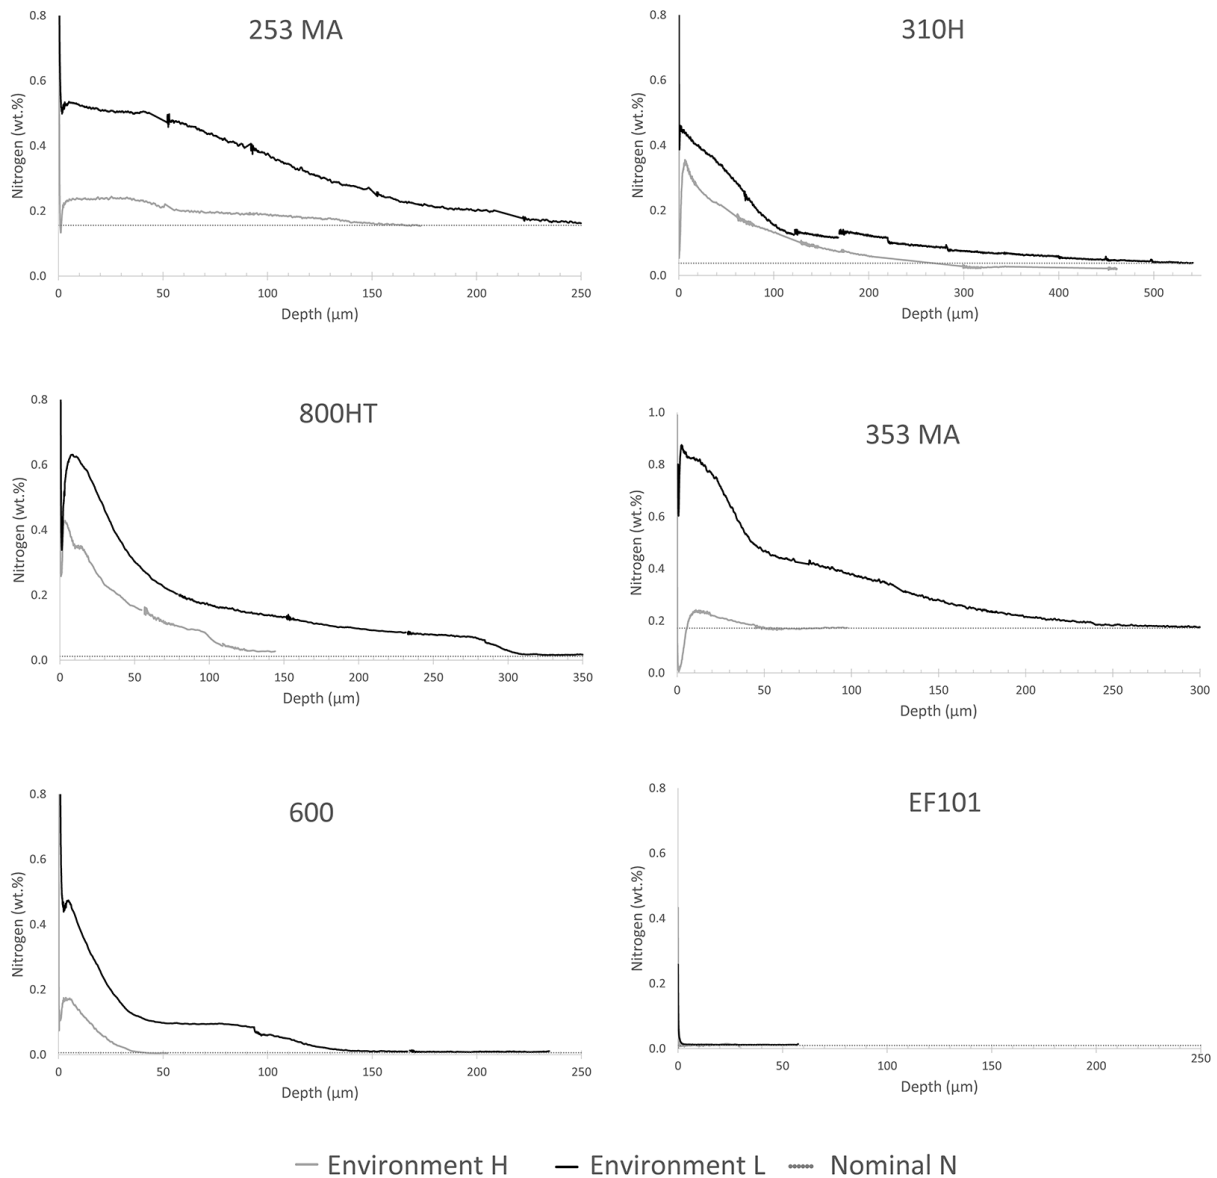 253 MA
Nitrogen (wt.%)
0.8
0.6
0.4
0.2
0.0
0 50 100 150 200 250
Depth (µm)
310H
Nitrogen (wt.%)
0.8
0.6
0.4
0.2
0.0
0 100 200 300 400 500
Depth (µm)
800HT
Nitrogen (wt.%)
0.8
0.6
0.4
0.2
0.0
0 50 100 150 200 250 300 350
Depth (µm)
353 MA
Nitrogen (wt.%)
1.0
0.8
0.6
0.4
0.2
0.0
0 50 100 150 200 250 300
Depth (µm)
600
Nitrogen (wt.%)
0.8
0.6
0.4
0.2
0.0
0 50 100 150 200 250
Depth (µm)
EF101
Nitrogen (wt.%)
0.8
0.6
0.4
0.2
0.0
0 50 100 150 200 250
Depth (µm)
Environment H Environment L Nominal N